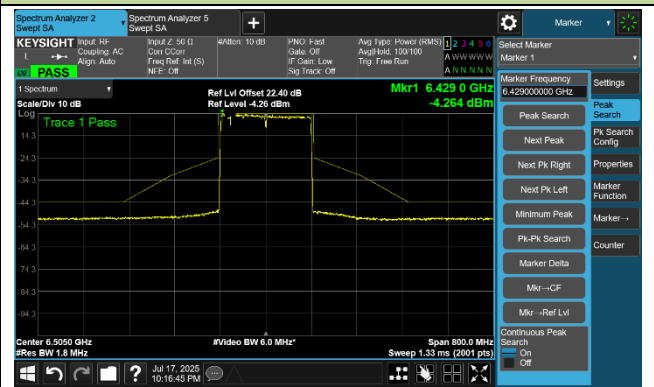 Spectrum Analyzer 2
Swept SA
Spectrum Analyzer 5
Swept SA
Marker
KEYSIGHT
L
PASS
Input: RF
Coupling: AC
Align: Auto
Input Z: 50 Ω
Corr CCorr
Freq Ref: Int (S)
NFE: Off
#Atten: 10 dB
PNO: Fast
Gate: Off
IF Gain: Low
Sig Track: Off
Avg Type: Power (RMS)
Avg|Hold: 100/100
Trig: Free Run
1 2 3 4 5 6
A W W W W W
A N N N N N
Select Marker
Marker 1
1 Spectrum
Scale/Div 10 dB
Ref Lvl Offset 22.40 dB
Ref Level -4.26 dBm
Mkr1 6.429 0 GHz
-4.264 dBm
Log
Trace 1 Pass
-14.3
-24.3
-34.3
-44.3
-54.3
-64.3
-74.3
-84.3
-94.3
Center 6.5050 GHz
#Res BW 1.8 MHz
#Video BW 6.0 MHz*
Span 800.0 MHz
Sweep 1.33 ms (2001 pts)
Marker Frequency
6.429000000 GHz
Peak Search
Next Peak
Next Pk Right
Next Pk Left
Minimum Peak
Pk-Pk Search
Marker Delta
Mkr→CF
Mkr→Ref Lvl
Continuous Peak
Search
On
Off
Settings
Peak
Search
Pk Search
Config
Properties
Marker
Function
Marker→
Counter
Jul 17, 2025
10:16:45 PM